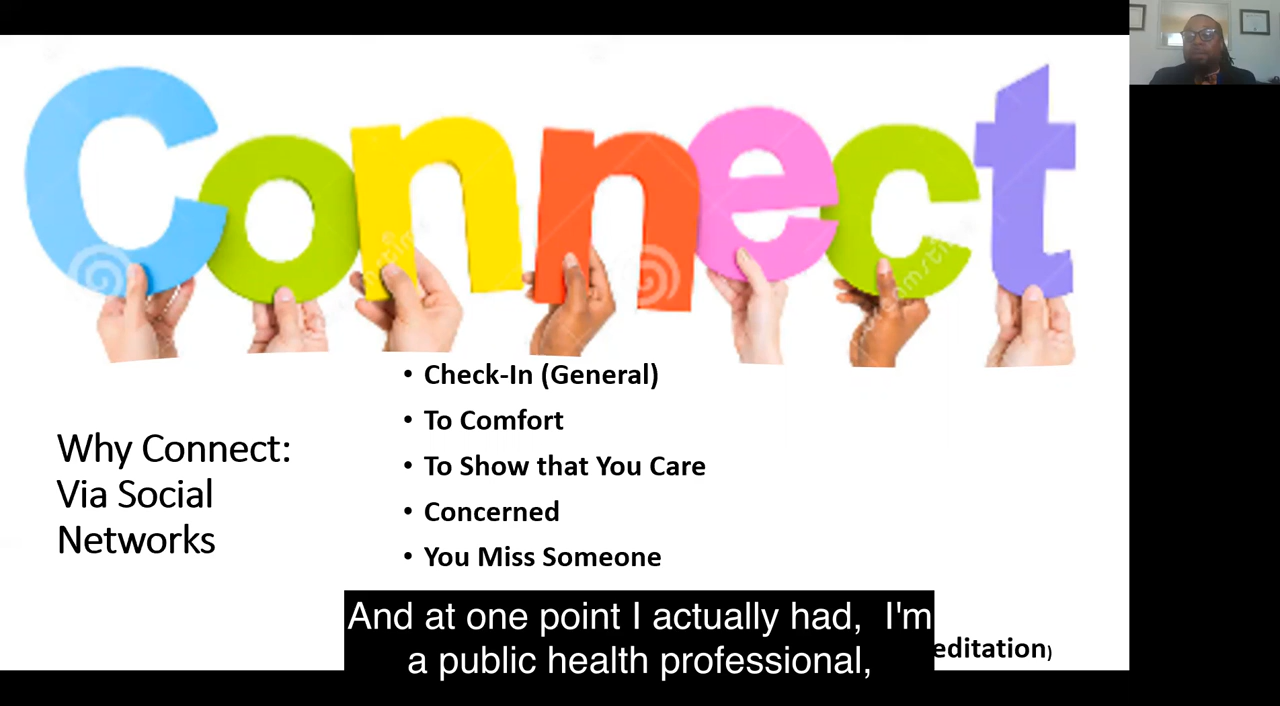 Connect
Why Connect:
Via Social
Networks
• Check-In (General)
• To Comfort
• To Show that You Care
• Concerned
• You Miss Someone
editation)
And at one point I actually had, I'm
a public health professional,